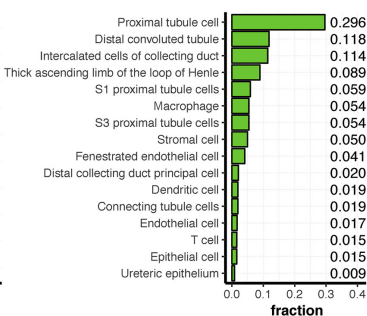 Proximal tubule cell 0.296
Distal convoluted tubule 0.118
Intercalated cells of collecting duct 0.114
Thick ascending limb of the loop of Henle 0.089
S1 proximal tubule cells 0.059
Macrophage 0.054
S3 proximal tubule cells 0.054
Stromal cell 0.050
Fenestrated endothelial cell 0.041
Distal collecting duct principal cell 0.020
Dendritic cell 0.019
Connecting tubule cells 0.019
Endothelial cell 0.017
T cell 0.015
Epithelial cell 0.015
Ureteric epithelium 0.009
0.0 0.1 0.2 0.3 0.4
fraction